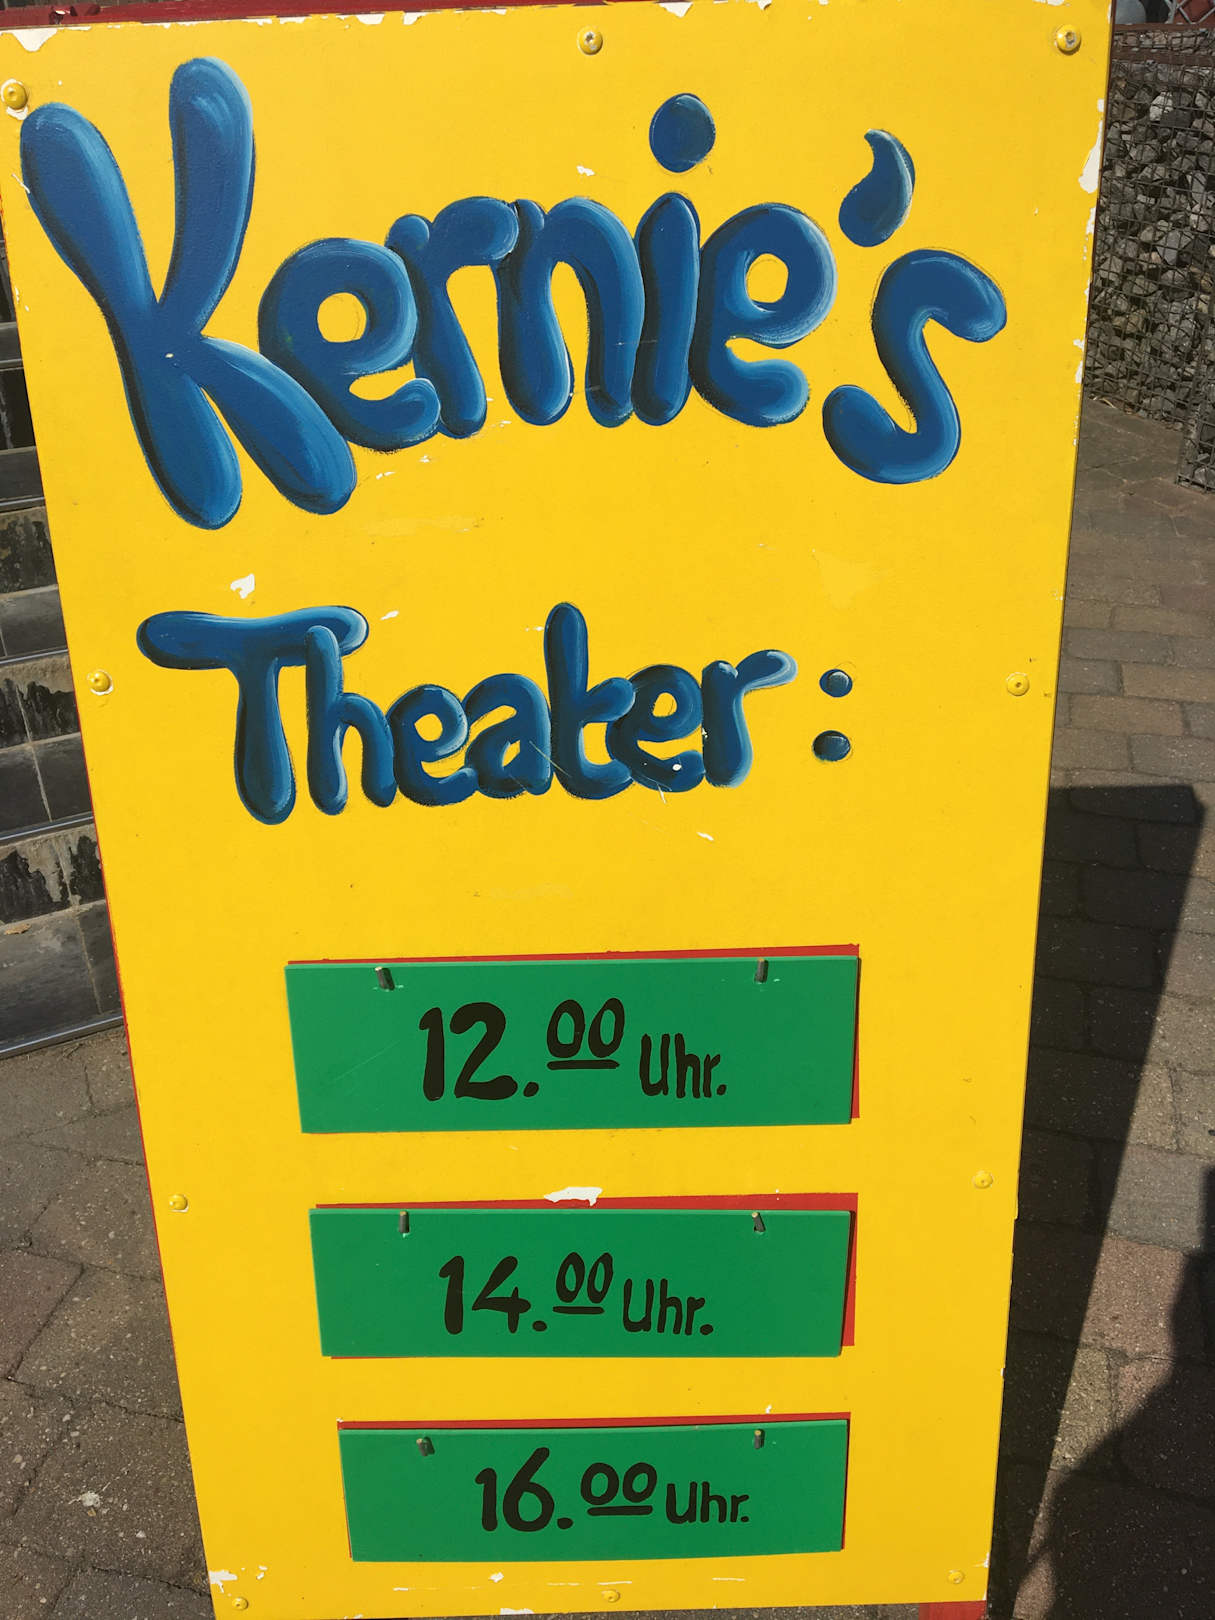 Kernie's
Theater:
12.00 Uhr.
14.00 Uhr.
16.00 Uhr.